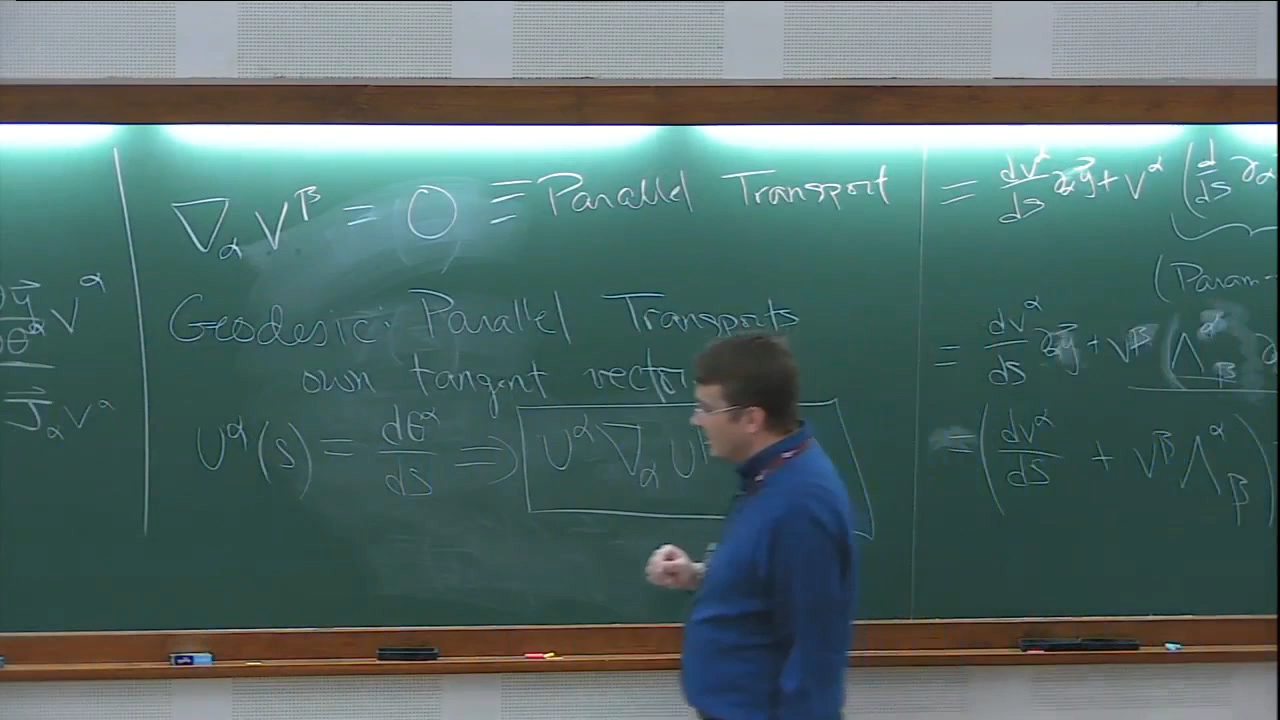 ∂y⃗/∂θ^α V^α
J⃗_α V^α
∇_α V^β = 0 ≡ Parallel Transport
Geodesic: Parallel Transports
own tangent vector
U^α(s) = dθ^α/ds ⇒ U^α ∇_α U
= dV^α/ds ∂_α y⃗ + V^α (d/ds ∂_α
(Param-
= dV^α/ds ∂_α y⃗ + V^β (Λ^α_β ∂
= (dV^α/ds + V^β Λ^α_β)